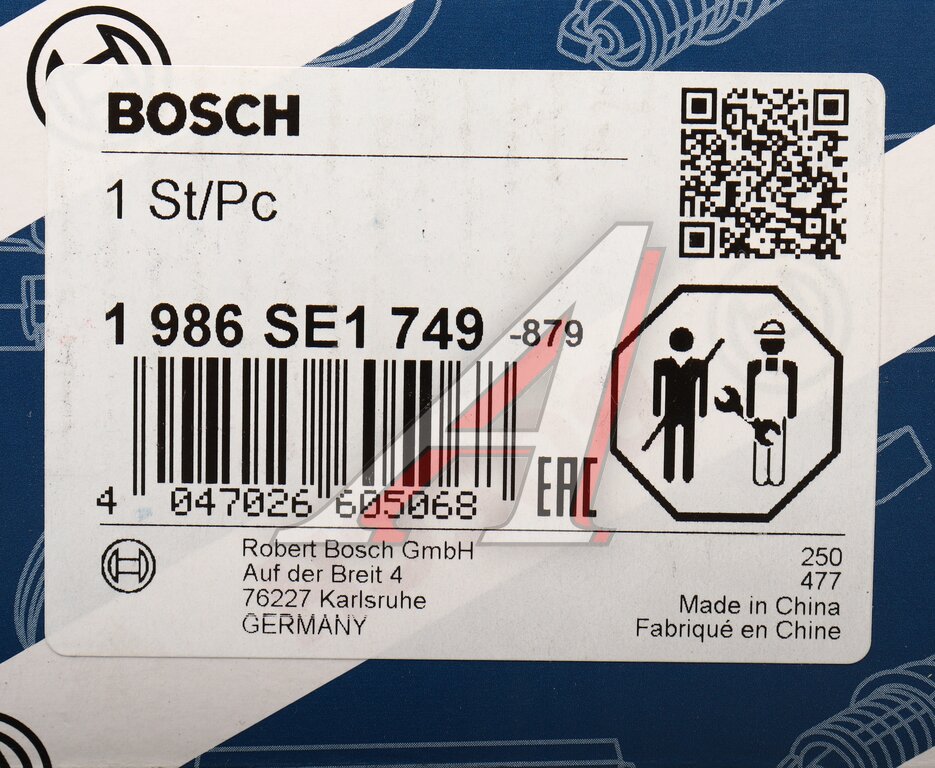 BOSCH
1 St/Pc
1 986 SE1 749 -879
4 047026 605068
EAC
Robert Bosch GmbH
Auf der Breit 4
76227 Karlsruhe
GERMANY
250
477
Made in China
Fabriqué en Chine